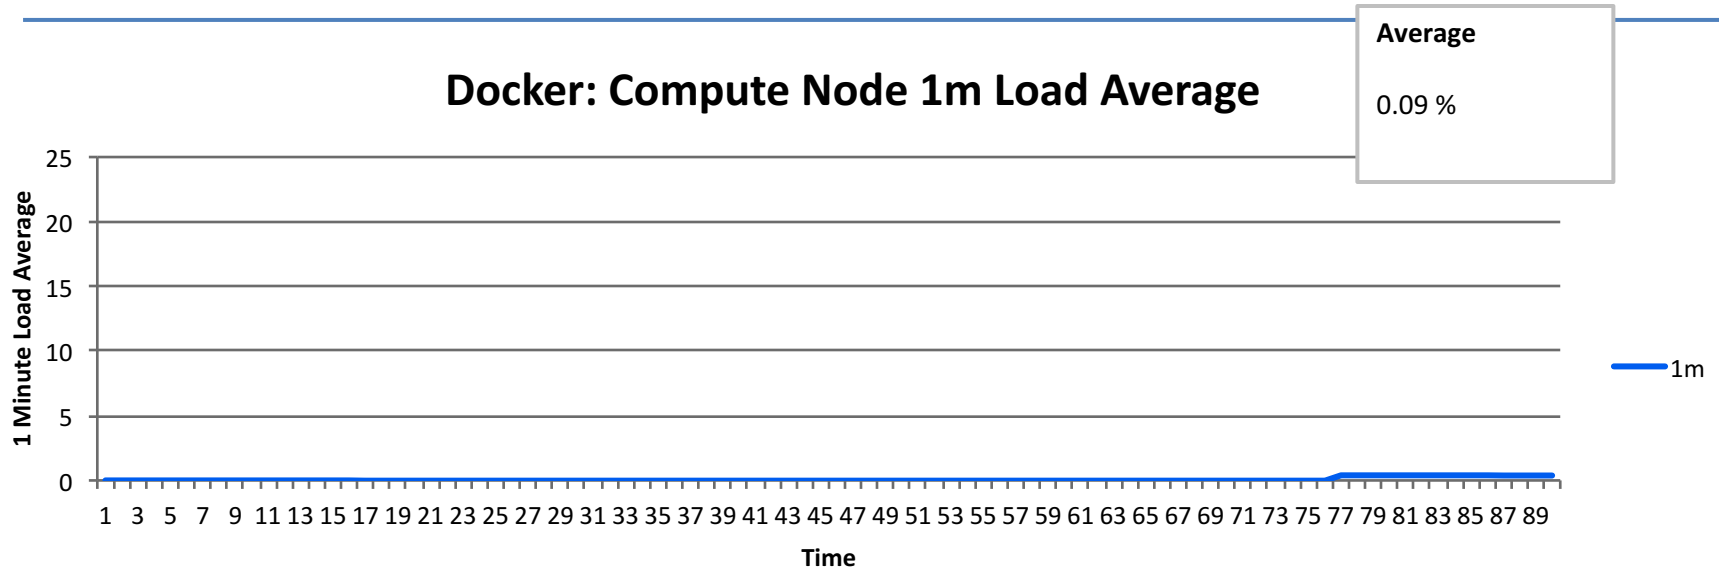 Average
0.09 %
Docker: Compute Node 1m Load Average
1 Minute Load Average
25
20
15
10
5
0
1 3 5 7 9 11 13 15 17 19 21 23 25 27 29 31 33 35 37 39 41 43 45 47 49 51 53 55 57 59 61 63 65 67 69 71 73 75 77 79 81 83 85 87 89
Time
1m